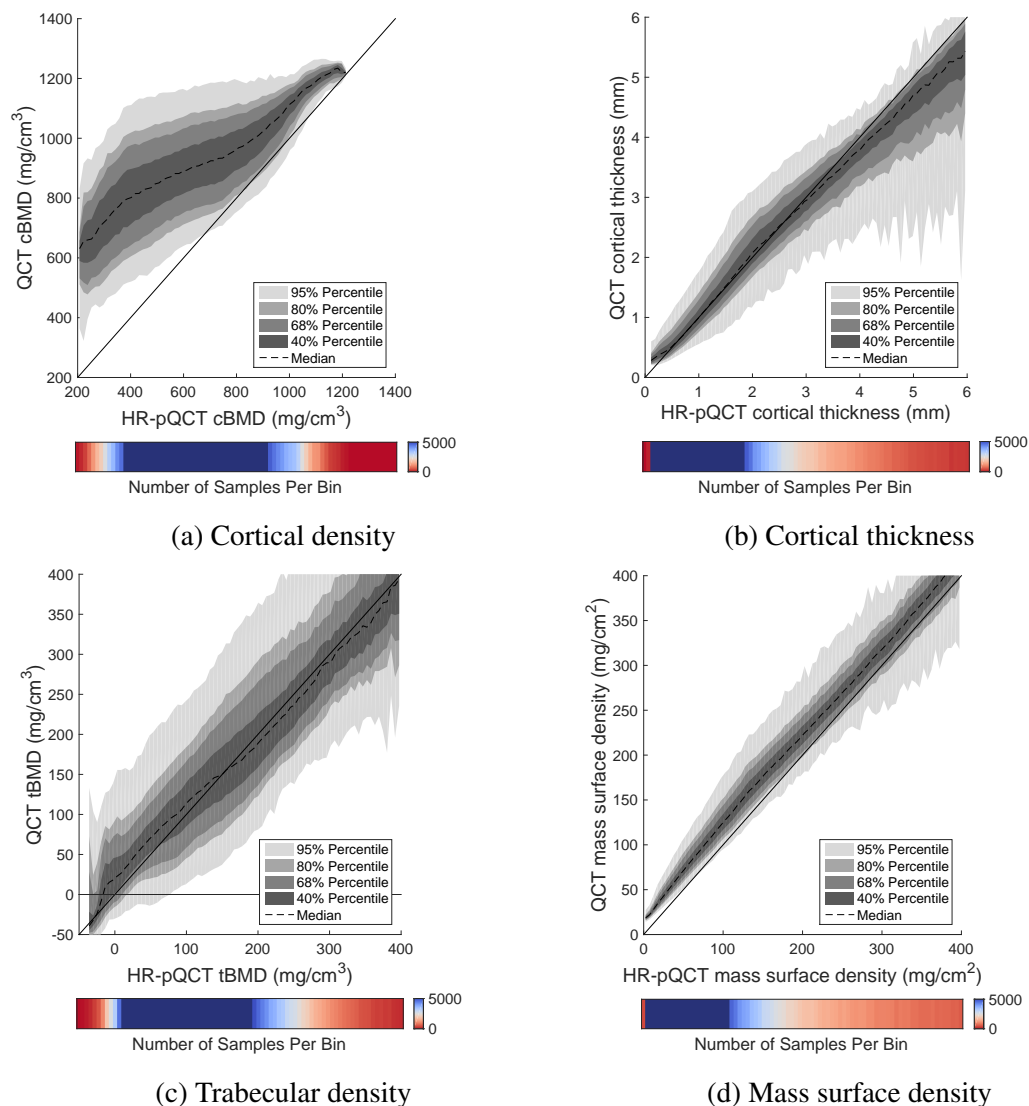 1400
1200
1000
800
600
400
200
200 400 600 800 1000 1200 1400
QCT cBMD (mg/cm³)
HR-pQCT cBMD (mg/cm³)
95% Percentile
80% Percentile
68% Percentile
40% Percentile
Median
5000
0
Number of Samples Per Bin
(a) Cortical density
6
5
4
3
2
1
0
0 1 2 3 4 5 6
QCT cortical thickness (mm)
HR-pQCT cortical thickness (mm)
95% Percentile
80% Percentile
68% Percentile
40% Percentile
Median
5000
0
Number of Samples Per Bin
(b) Cortical thickness
400
350
300
250
200
150
100
50
0
-50
0 100 200 300 400
QCT tBMD (mg/cm³)
HR-pQCT tBMD (mg/cm³)
95% Percentile
80% Percentile
68% Percentile
40% Percentile
Median
5000
0
Number of Samples Per Bin
(c) Trabecular density
400
350
300
250
200
150
100
50
0
0 100 200 300 400
QCT mass surface density (mg/cm²)
HR-pQCT mass surface density (mg/cm²)
95% Percentile
80% Percentile
68% Percentile
40% Percentile
Median
5000
0
Number of Samples Per Bin
(d) Mass surface density